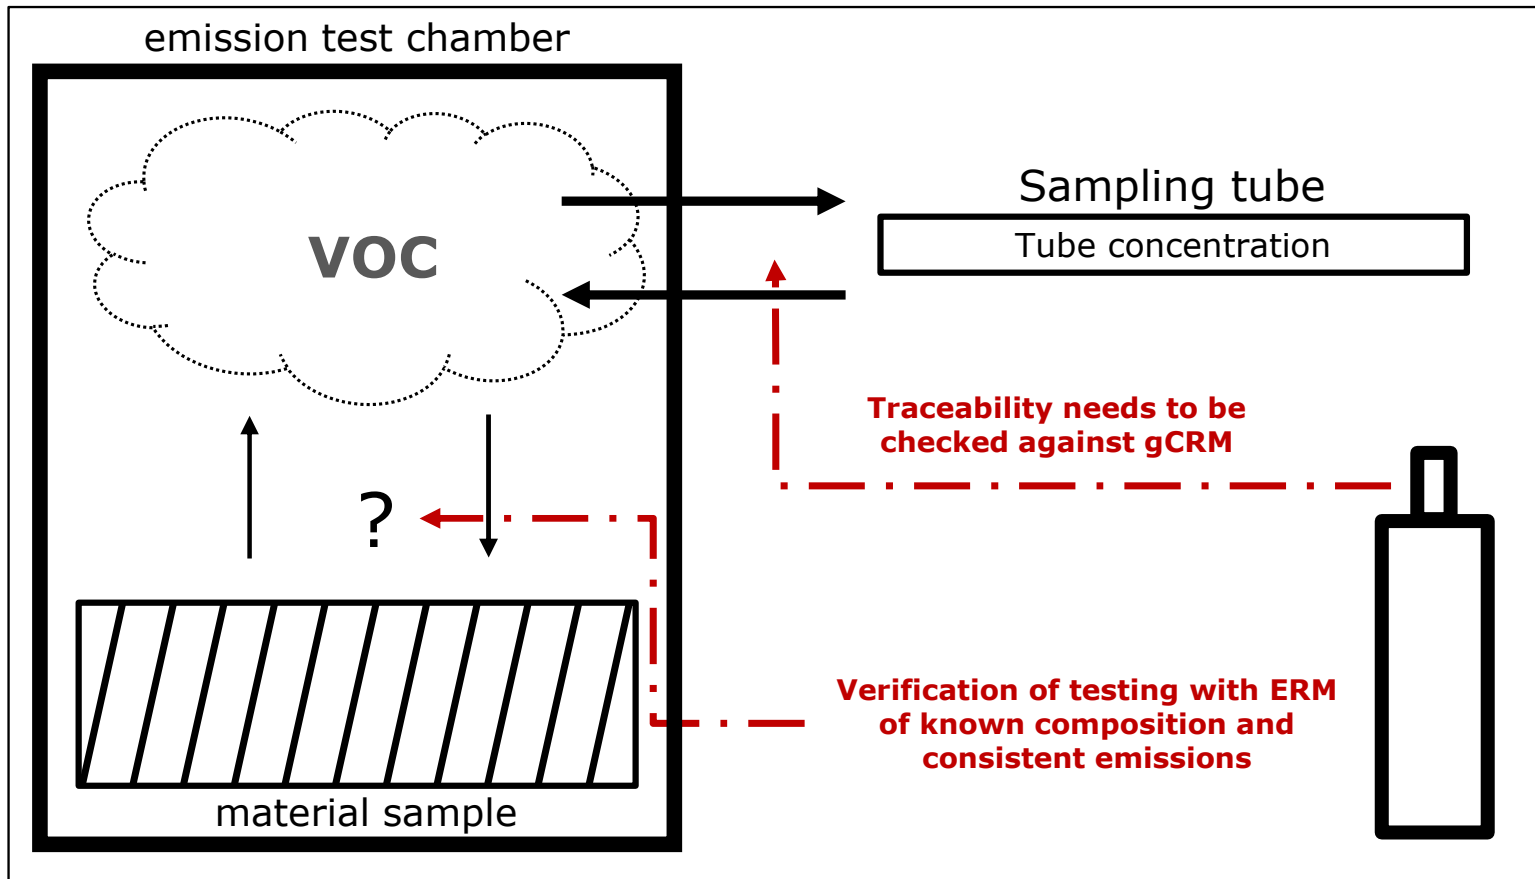 emission test chamber
VOC
Sampling tube
Tube concentration
Traceability needs to be
checked against gCRM
?
Verification of testing with ERM
of known composition and
consistent emissions
material sample